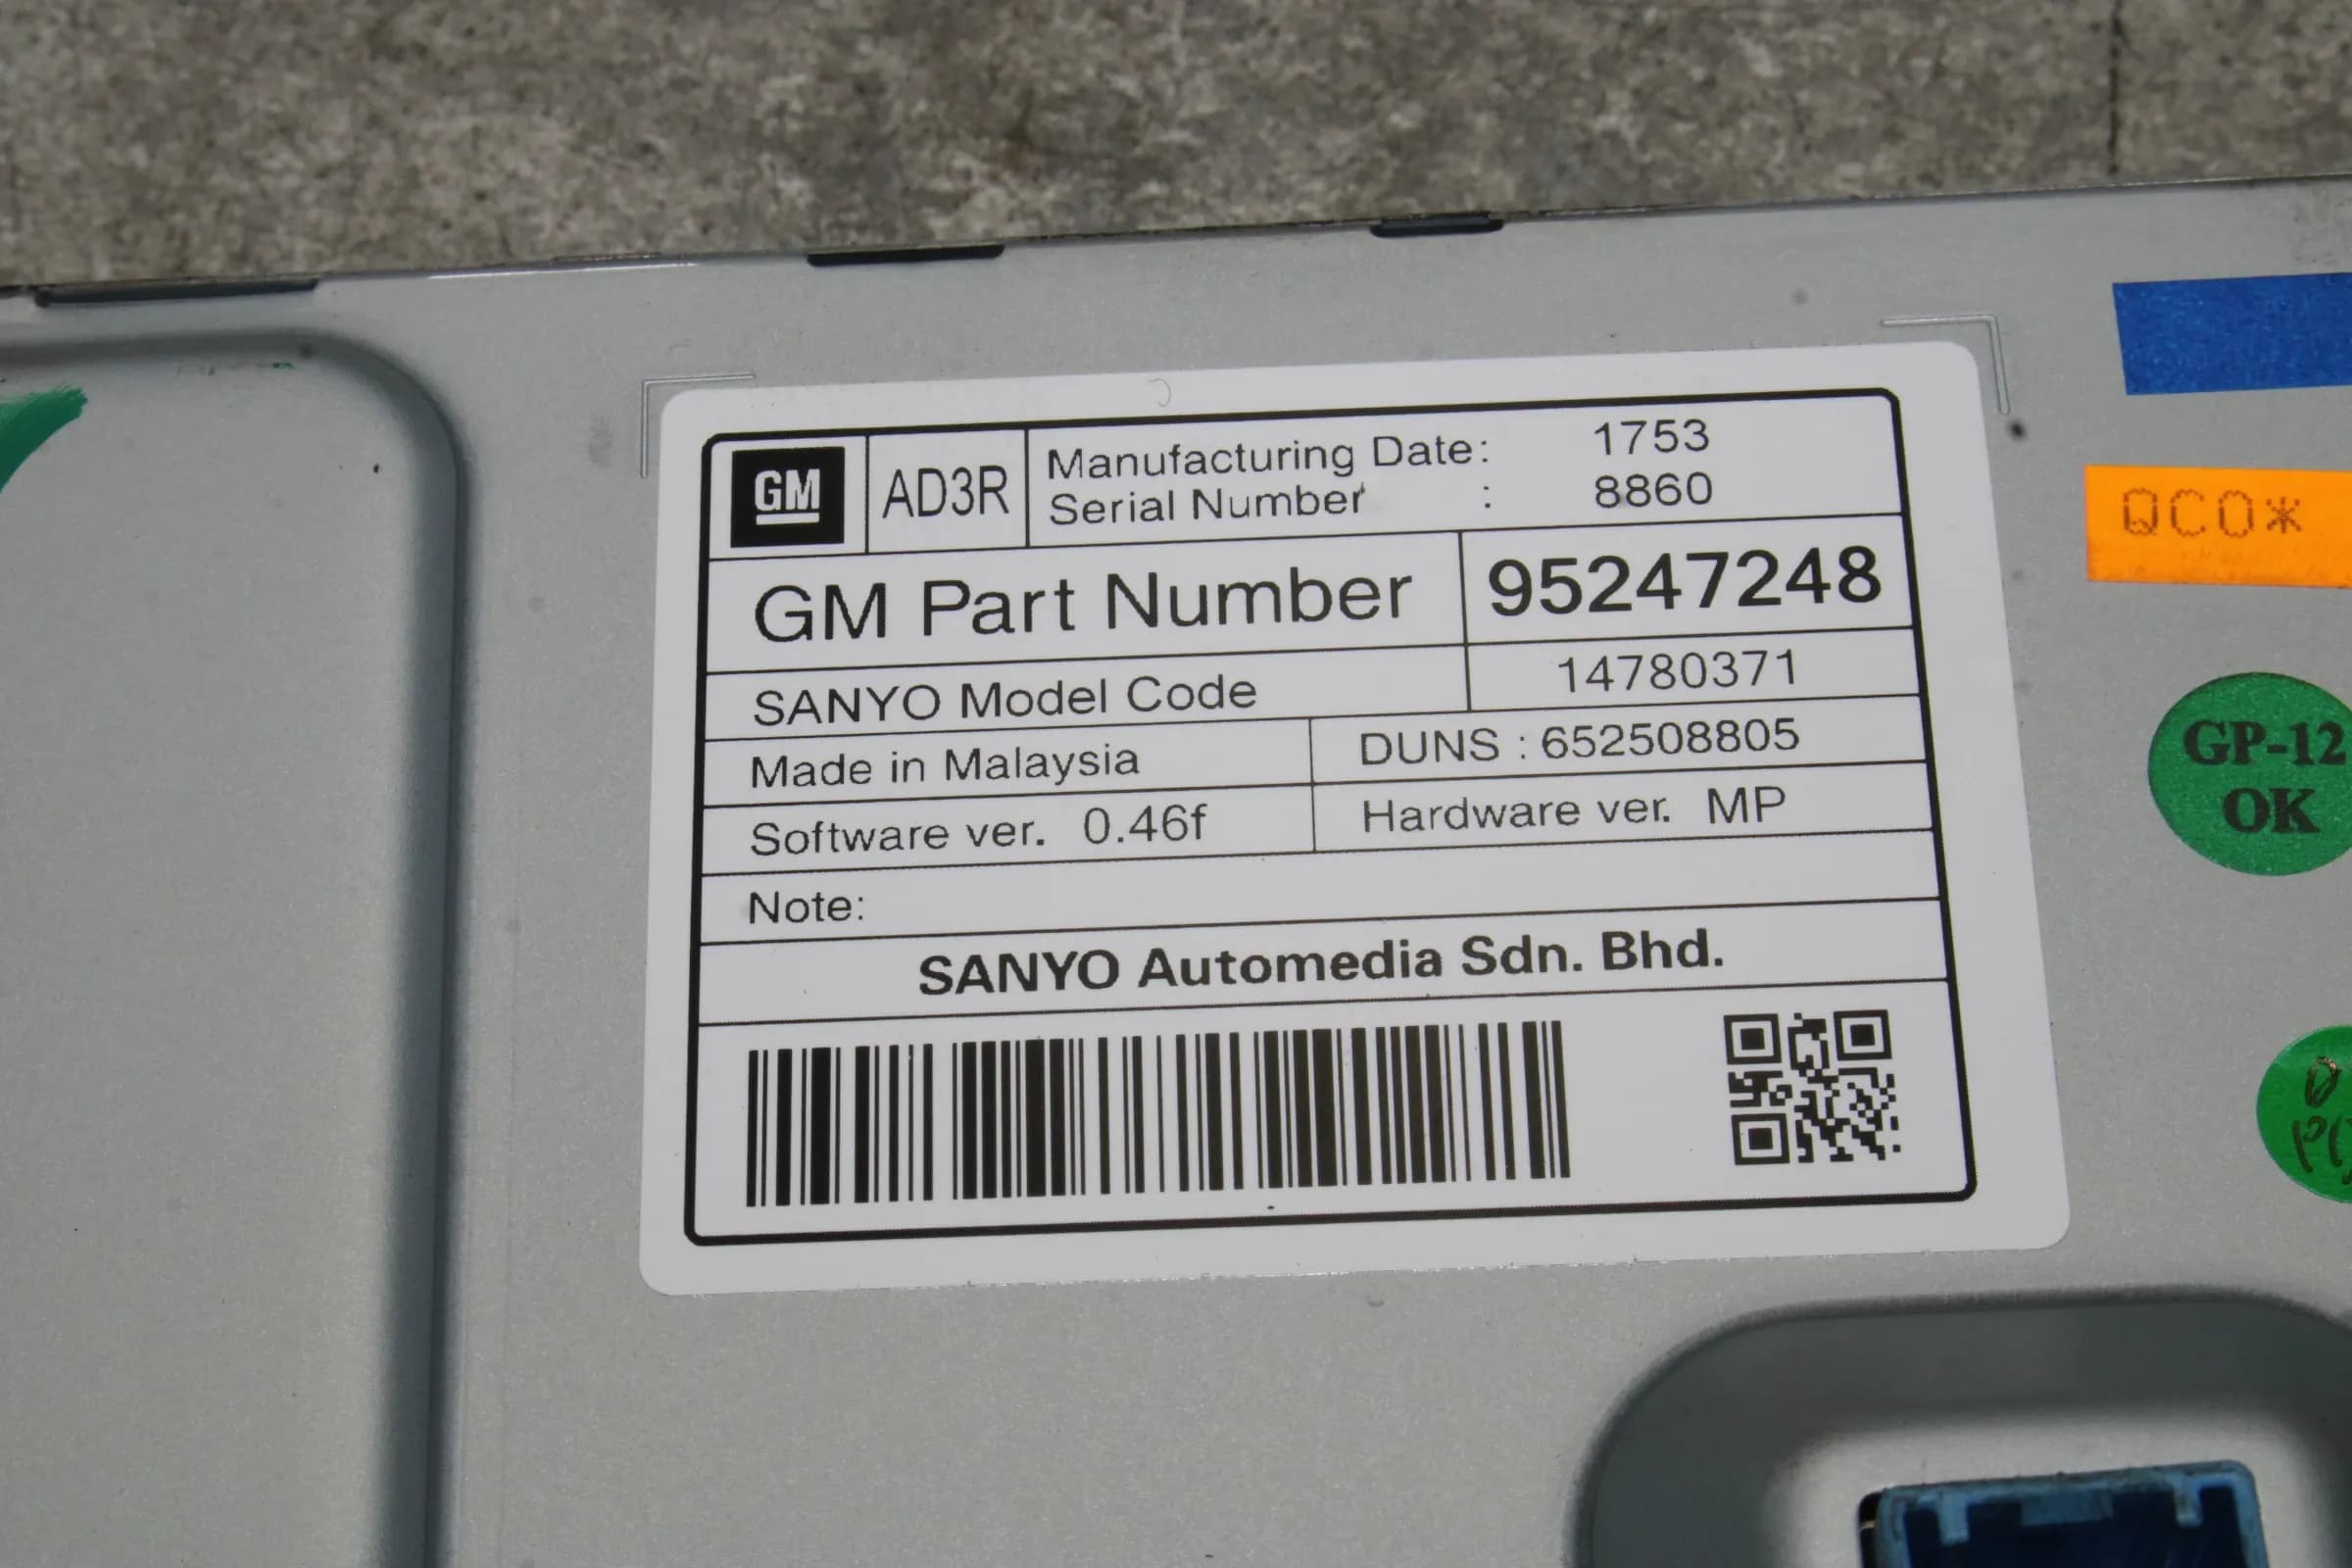 GM AD3R Manufacturing Date: 1753
Serial Number : 8860
GM Part Number 95247248
SANYO Model Code 14780371
Made in Malaysia DUNS : 652508805
Software ver. 0.46f Hardware ver. MP
Note:
SANYO Automedia Sdn. Bhd.
QCO*
GP-12
OK